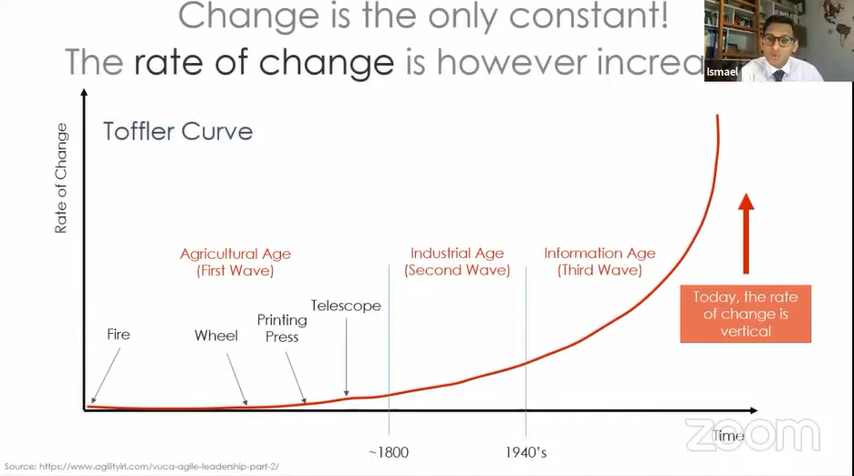 Change is the only constant!
The rate of change is however increa
Ismael
Toffler Curve
Rate of Change
Agricultural Age
(First Wave)
Industrial Age
(Second Wave)
Information Age
(Third Wave)
Fire
Wheel
Printing
Press
Telescope
Today, the rate
of change is
vertical
zoom
Time
~1800
1940's
Source: https://www.agilityirl.com/vuca-agile-leadership-part-2/